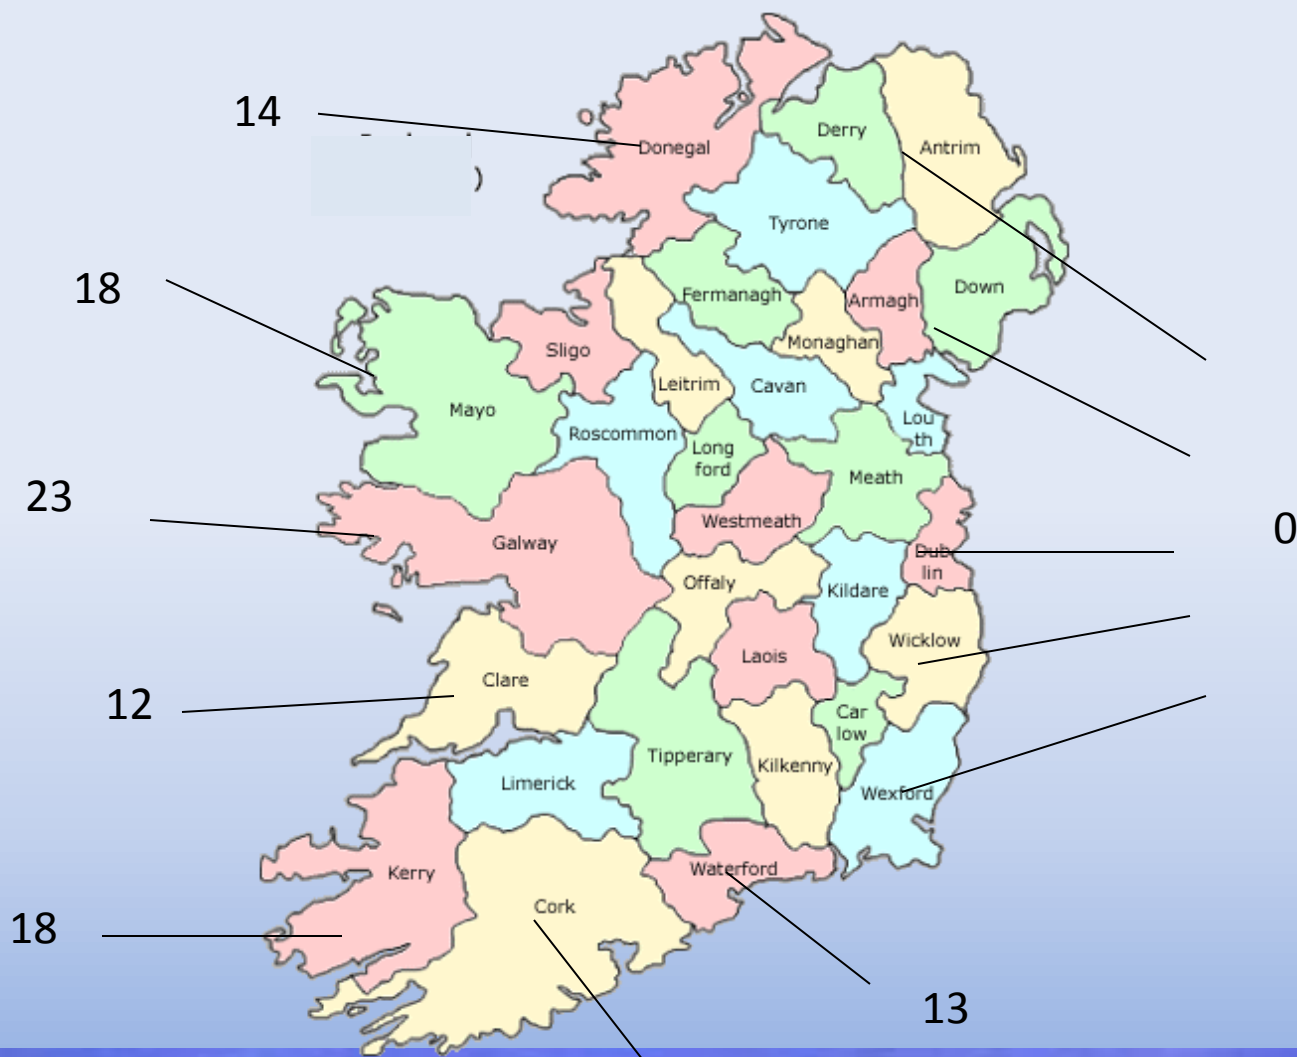 14
Donegal
Derry
Antrim
)
Tyrone
18
Fermanagh
Armagh
Down
Sligo
Monaghan
Leitrim
Cavan
Mayo
Roscommon
Lou
th
Long
ford
Meath
23
Westmeath
0
Galway
Dub
lin
Offaly
Kildare
Wicklow
Laois
Clare
12
Car
low
Tipperary
Kilkenny
Limerick
Wexford
Waterford
Kerry
Cork
18
13